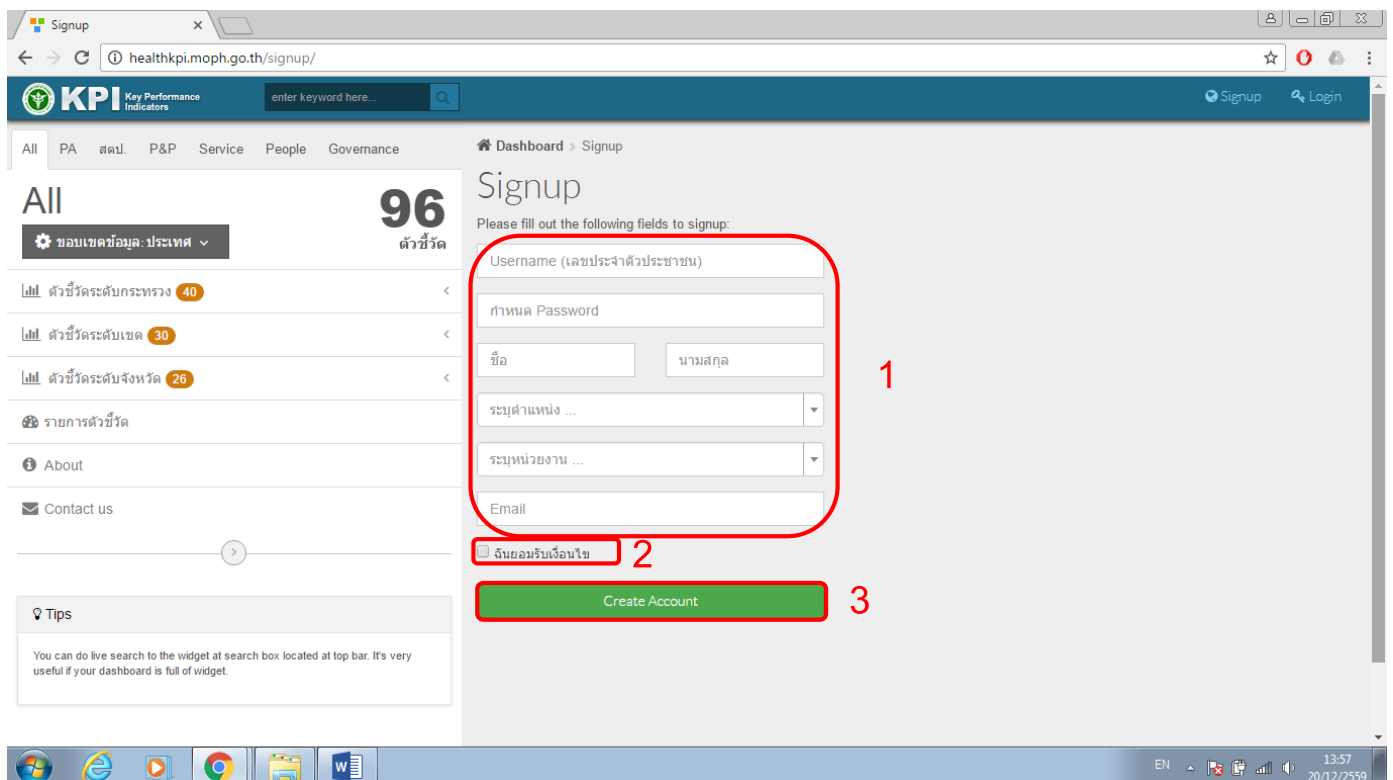 Signup
healthkpi.moph.go.th/signup/
KPI Key Performance Indicators
enter keyword here...
Signup
Login
All PA สตป. P&P Service People Governance
Dashboard > Signup
All
96
ตัวชี้วัด
ขอบเขตข้อมูล: ประเทศ
Signup
Please fill out the following fields to signup:
Username (เลขประจำตัวประชาชน)
ตัวชี้วัดระดับกระทรวง 40
กำหนด Password
ตัวชี้วัดระดับเขต 30
ชื่อ
นามสกุล
1
ตัวชี้วัดระดับจังหวัด 26
ระบุตำแหน่ง ...
รายการตัวชี้วัด
ระบุหน่วยงาน ...
About
Email
Contact us
ฉันยอมรับเงื่อนไข
2
Create Account
3
Tips
You can do live search to the widget at search box located at top bar. It's very
useful if your dashboard is full of widget.
EN
13:57
20/12/2559